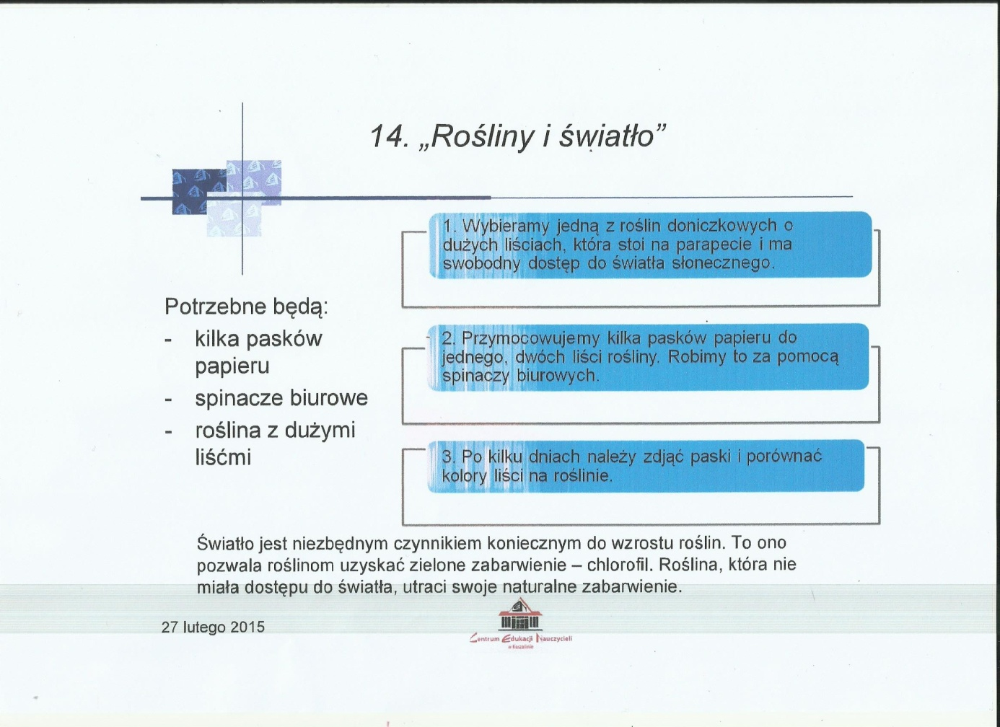 14. „Rośliny i światło”
Potrzebne będą:
- kilka pasków
papieru
- spinacze biurowe
- roślina z dużymi
liśćmi
1. Wybieramy jedną z roślin doniczkowych o
dużych liściach, która stoi na parapecie i ma
swobodny dostęp do światła słonecznego.
2. Przymocowujemy kilka pasków papieru do
jednego, dwóch liści rośliny. Robimy to za pomocą
spinaczy biurowych.
3. Po kilku dniach należy zdjąć paski i porównać
kolory liści na roślinie.
Światło jest niezbędnym czynnikiem koniecznym do wzrostu roślin. To ono
pozwala roślinom uzyskać zielone zabarwienie – chlorofil. Roślina, która nie
miała dostępu do światła, utraci swoje naturalne zabarwienie.
27 lutego 2015
Centrum Edukacji Nauczycieli
w Koszalinie